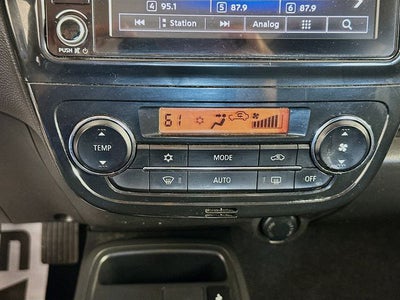 4 95.1 5 87.9 6 87.9
PUSH
Station Analog
61
TEMP
MODE
AUTO OFF